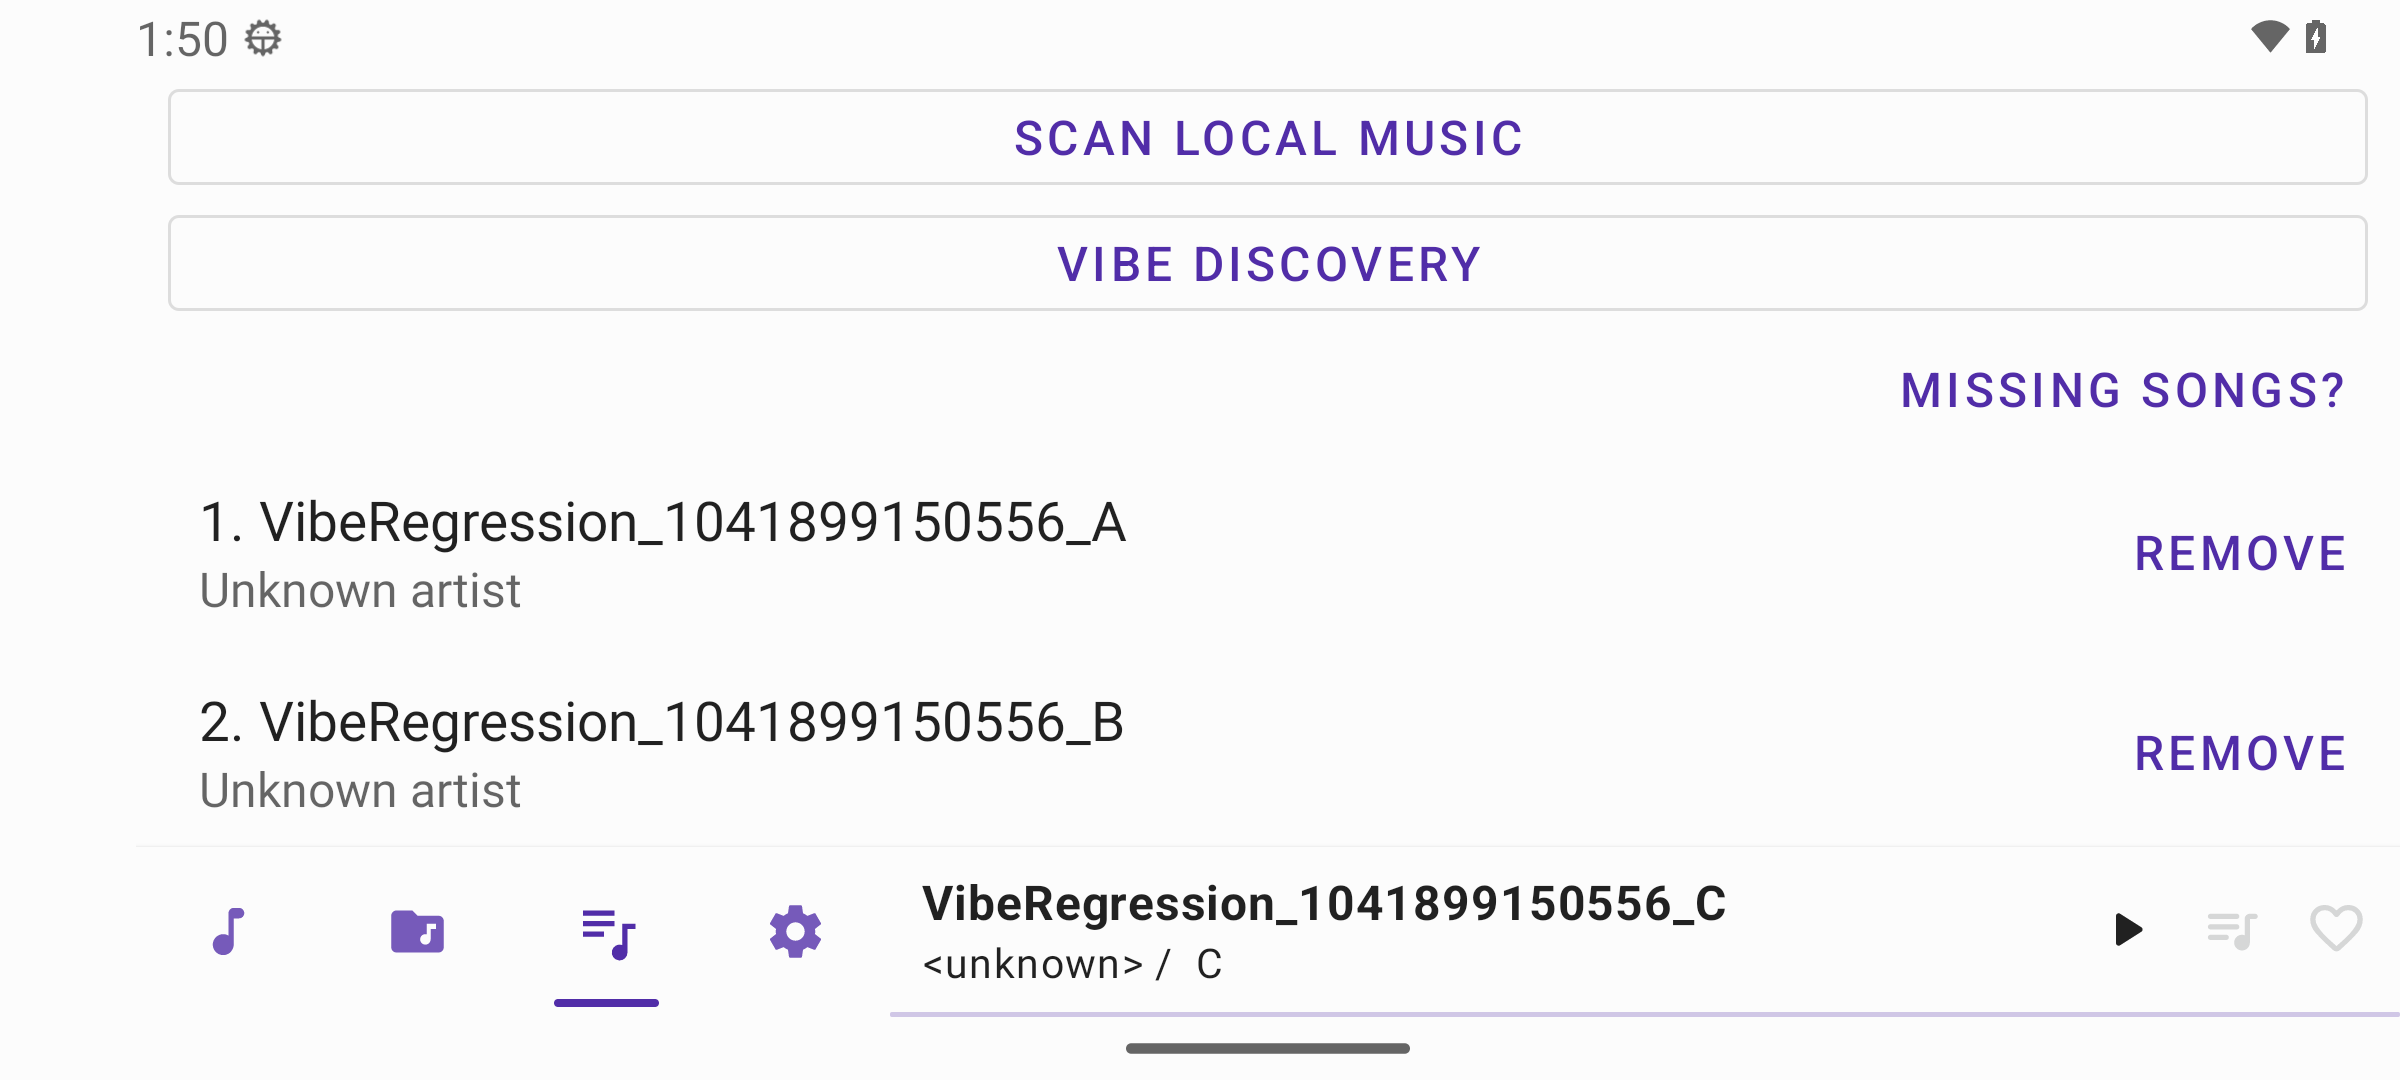 1:50
SCAN LOCAL MUSIC
VIBE DISCOVERY
MISSING SONGS?
1. VibeRegression_1041899150556_A
Unknown artist
REMOVE
2. VibeRegression_1041899150556_B
Unknown artist
REMOVE
VibeRegression_1041899150556_C
<unknown> / C